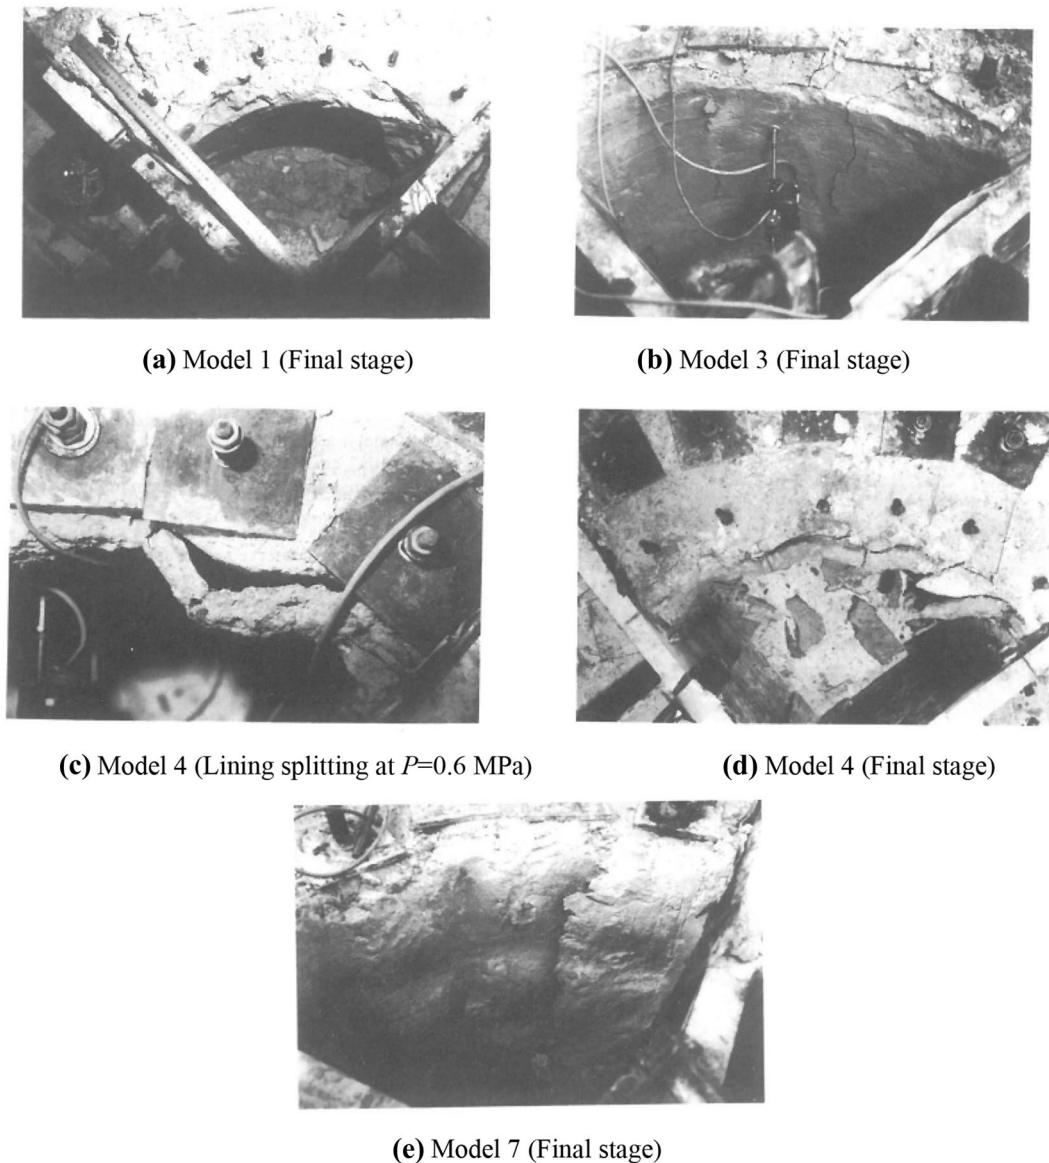 (a) Model 1 (Final stage)
(b) Model 3 (Final stage)
(c) Model 4 (Lining splitting at P=0.6 MPa)
(d) Model 4 (Final stage)
(e) Model 7 (Final stage)